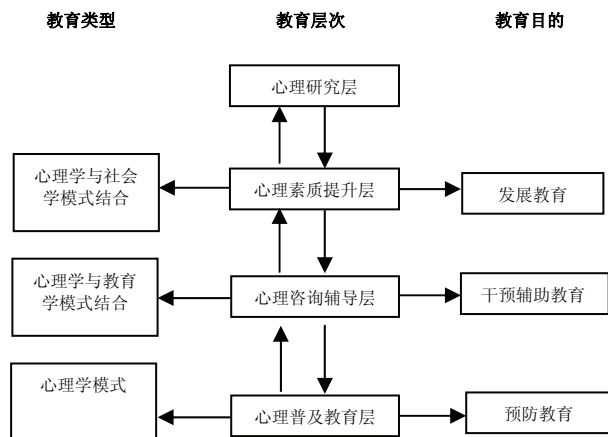 教育类型 教育层次 教育目的
心理研究层
心理学与社会
学模式结合
心理素质提升层
发展教育
心理学与教育
学模式结合
心理咨询辅导层
干预辅助教育
心理学模式
心理普及教育层
预防教育